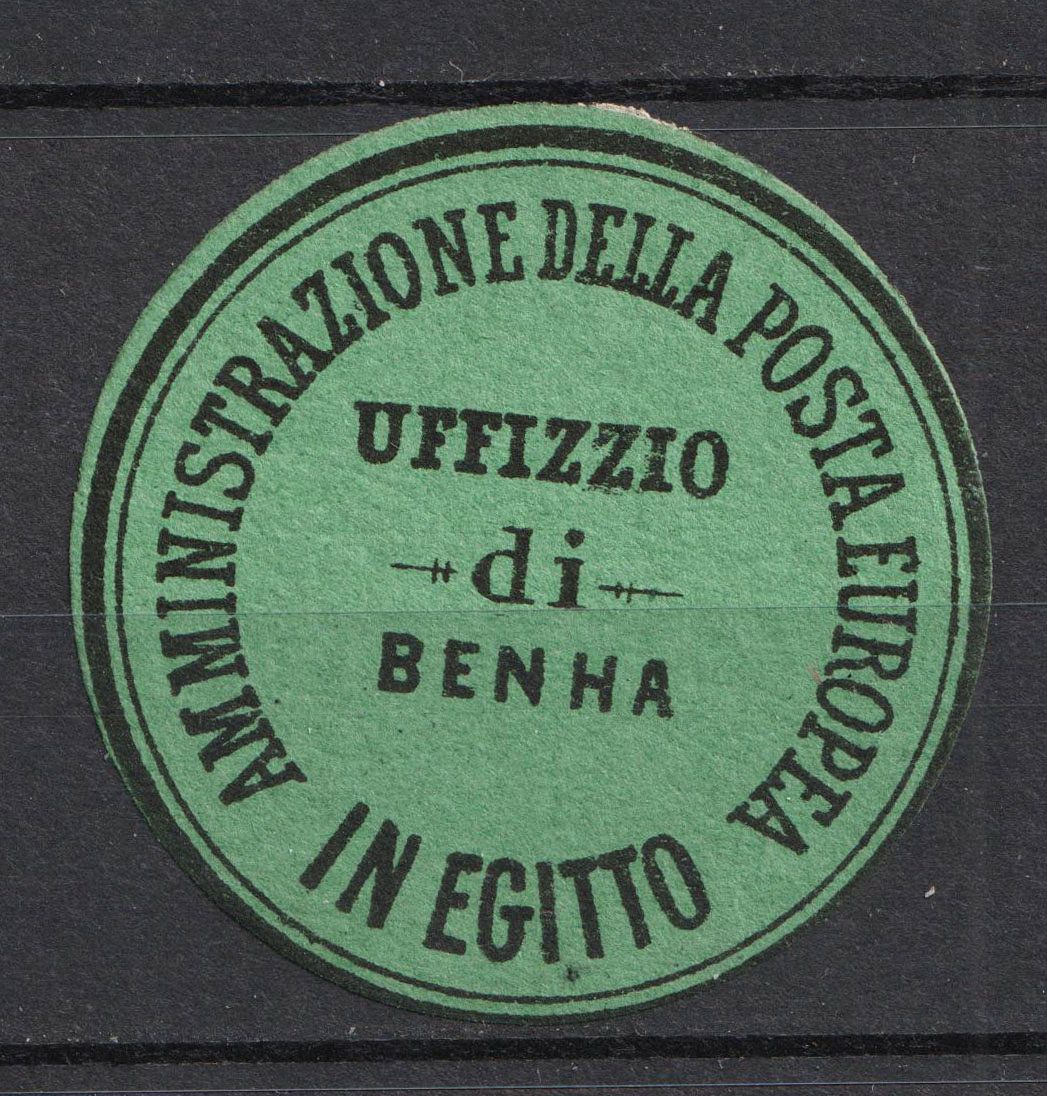 AMMINISTRAZIONE DELLA POSTA EUROPEA
IN EGITTO
UFFIZZIO
di
BENHA